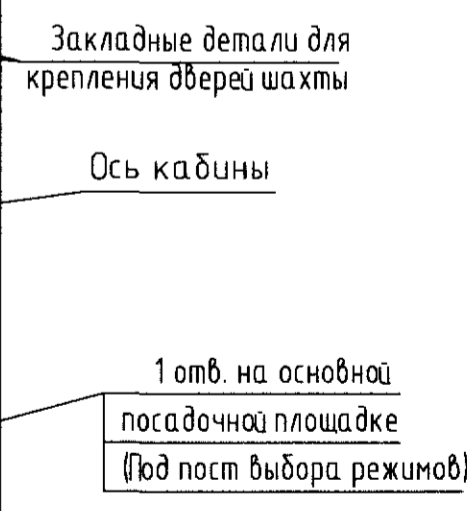 Закладные детали для
крепления дверей шахты
Ось кабины
1 отв. на основной
посадочной площадке
(Под пост выбора режимов)